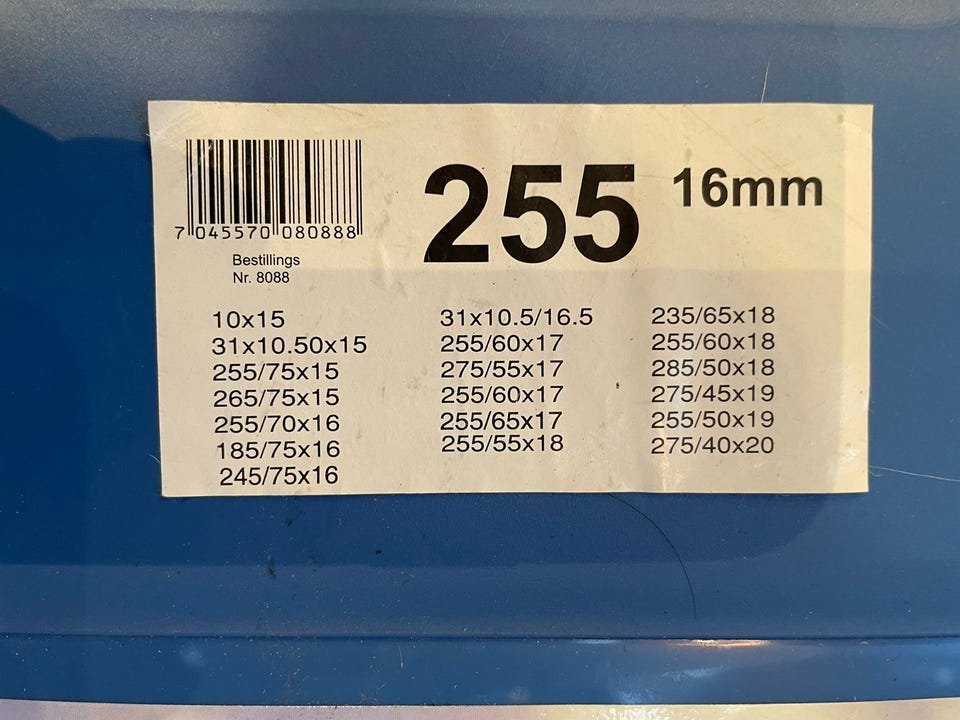 255 16mm
7 045570 080888
Bestillings
Nr. 8088
10x15
31x10.50x15
255/75x15
265/75x15
255/70x16
185/75x16
245/75x16
31x10.5/16.5
255/60x17
275/55x17
255/60x17
255/65x17
255/55x18
235/65x18
255/60x18
285/50x18
275/45x19
255/50x19
275/40x20